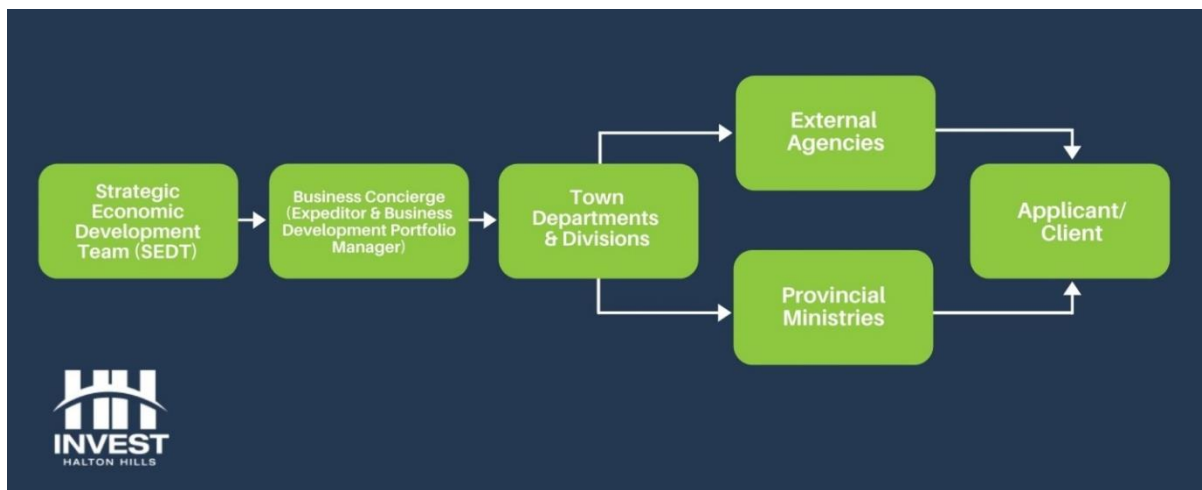 Strategic
Economic
Development
Team (SEDT)
Business Concierge
(Expeditor & Business
Development Portfolio
Manager)
Town
Departments
& Divisions
External
Agencies
Provincial
Ministries
Applicant/
Client
HH
INVEST
HALTON HILLS